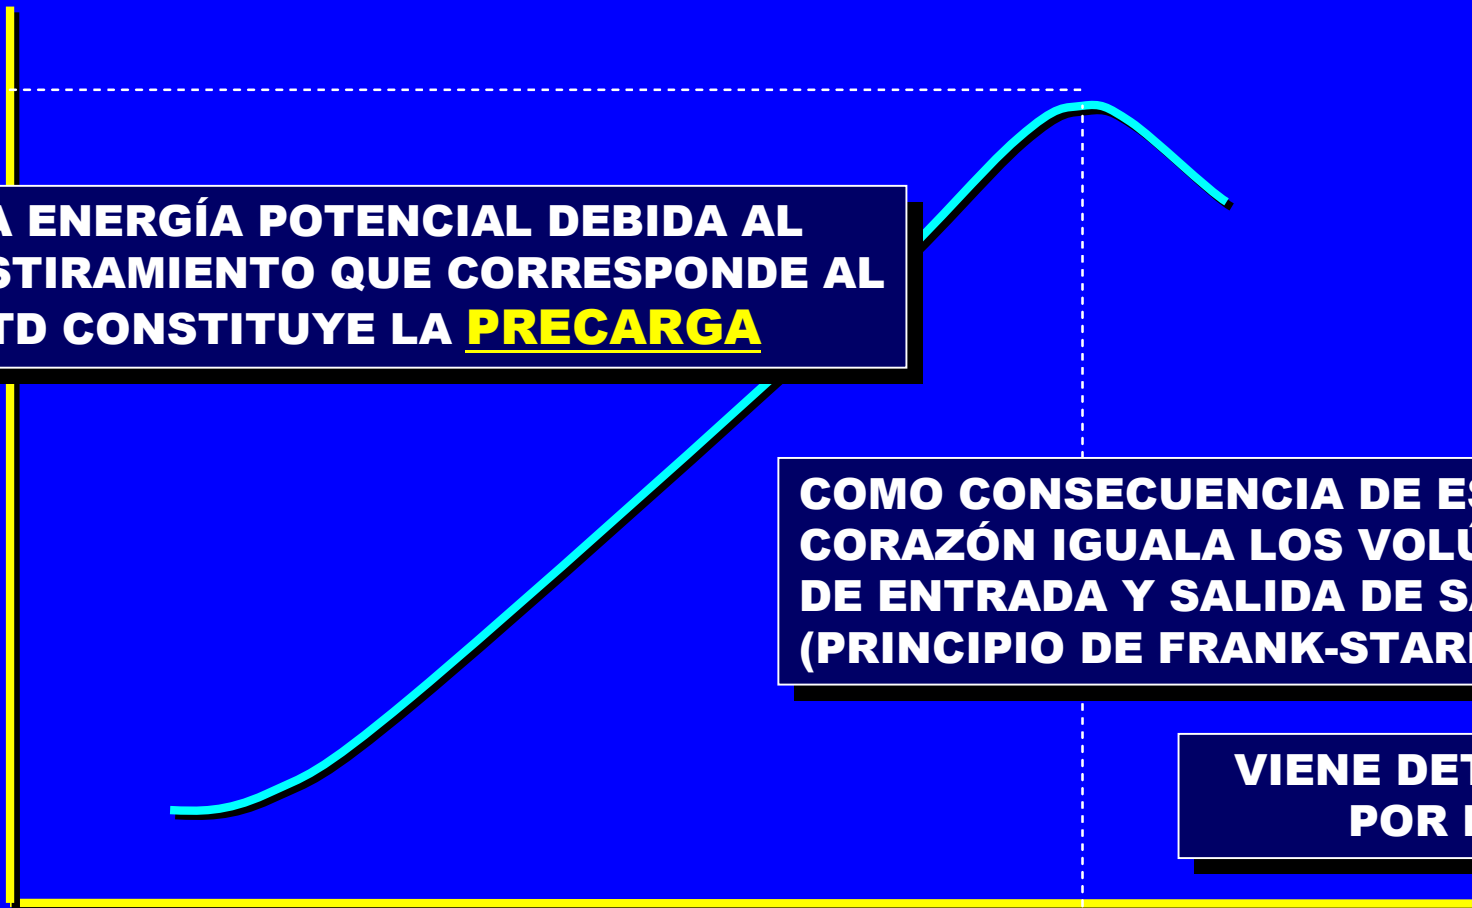 A ENERGÍA POTENCIAL DEBIDA AL
STIRAMIENTO QUE CORRESPONDE AL
TD CONSTITUYE LA PRECARGA
COMO CONSECUENCIA DE ES
CORAZÓN IGUALA LOS VOLÚ
DE ENTRADA Y SALIDA DE SA
(PRINCIPIO DE FRANK-STARL
VIENE DET
POR